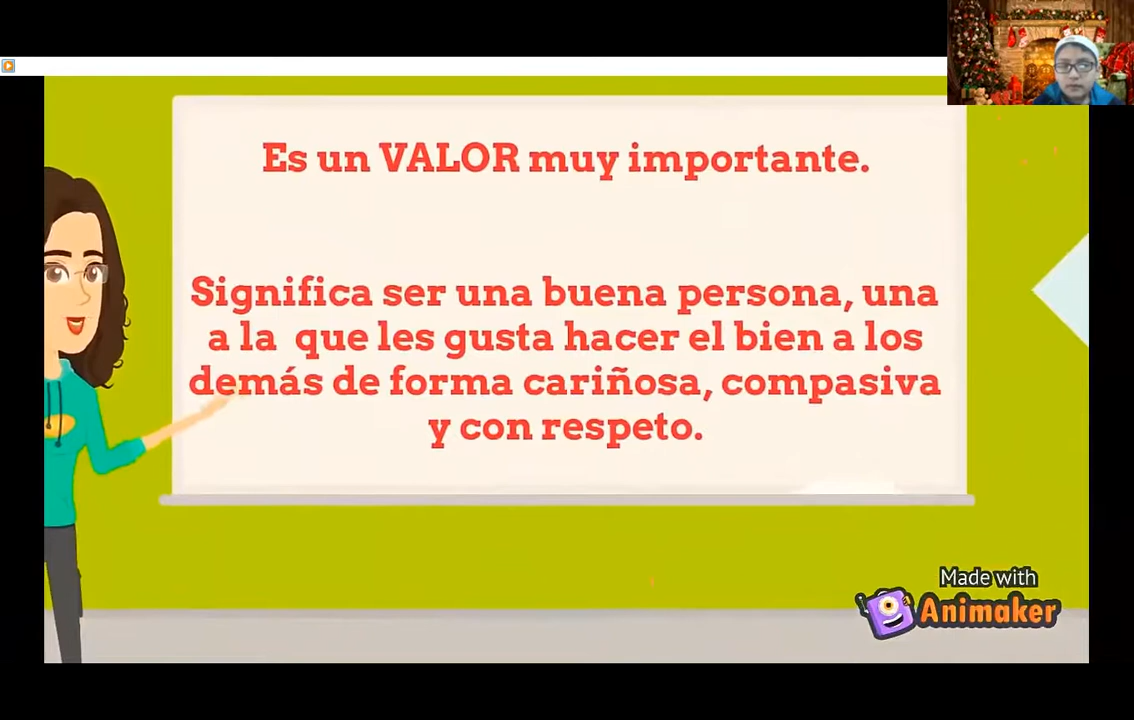 Es un VALOR muy importante.
Significa ser una buena persona, una
a la que les gusta hacer el bien a los
demás de forma cariñosa, compasiva
y con respeto.
Made with
Animaker